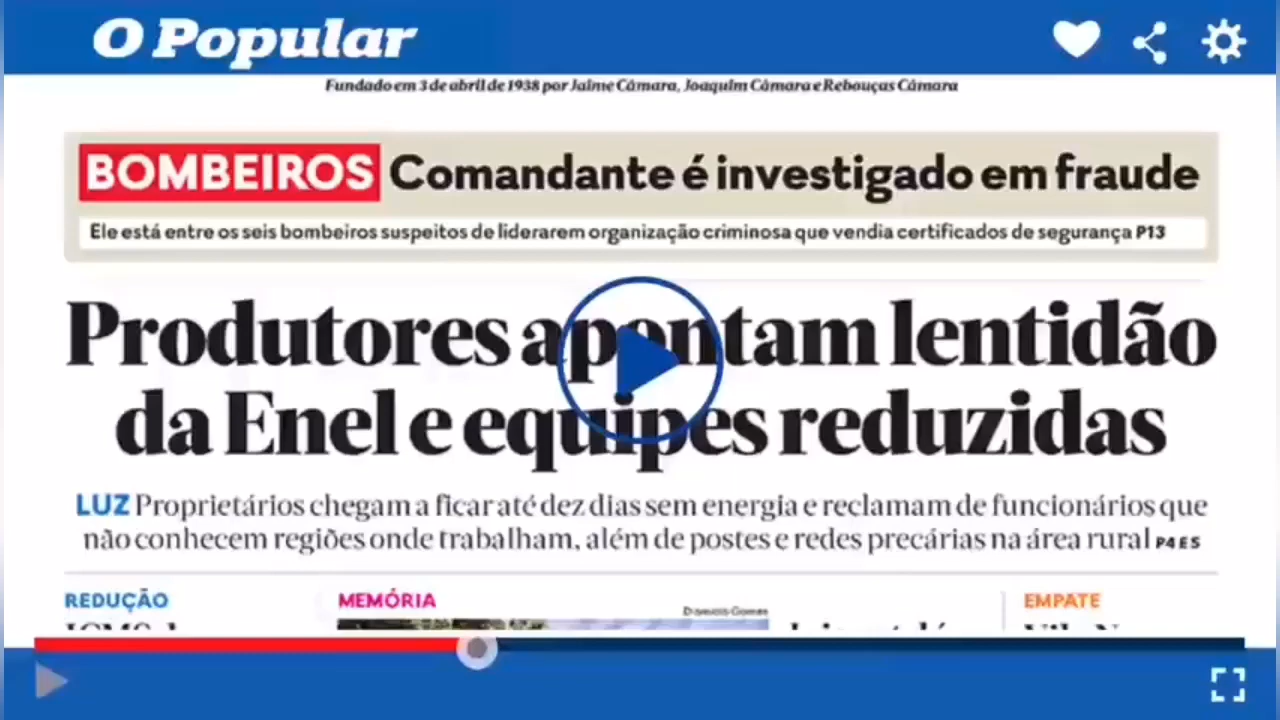 O Popular
Fundado em 3 de abril de 1938 por Jaime Câmara, Joaquim Câmara e Rebouças Câmara
BOMBEIROS Comandante é investigado em fraude
Ele está entre os seis bombeiros suspeitos de liderarem organização criminosa que vendia certificados de segurança P13
Produtores apontam lentidão
da Enel e equipes reduzidas
LUZ Proprietários chegam a ficar até dez dias sem energia e reclamam de funcionários que
não conhecem regiões onde trabalham, além de postes e redes precárias na área rural P4 E 5
REDUÇÃO
MEMÓRIA
EMPATE